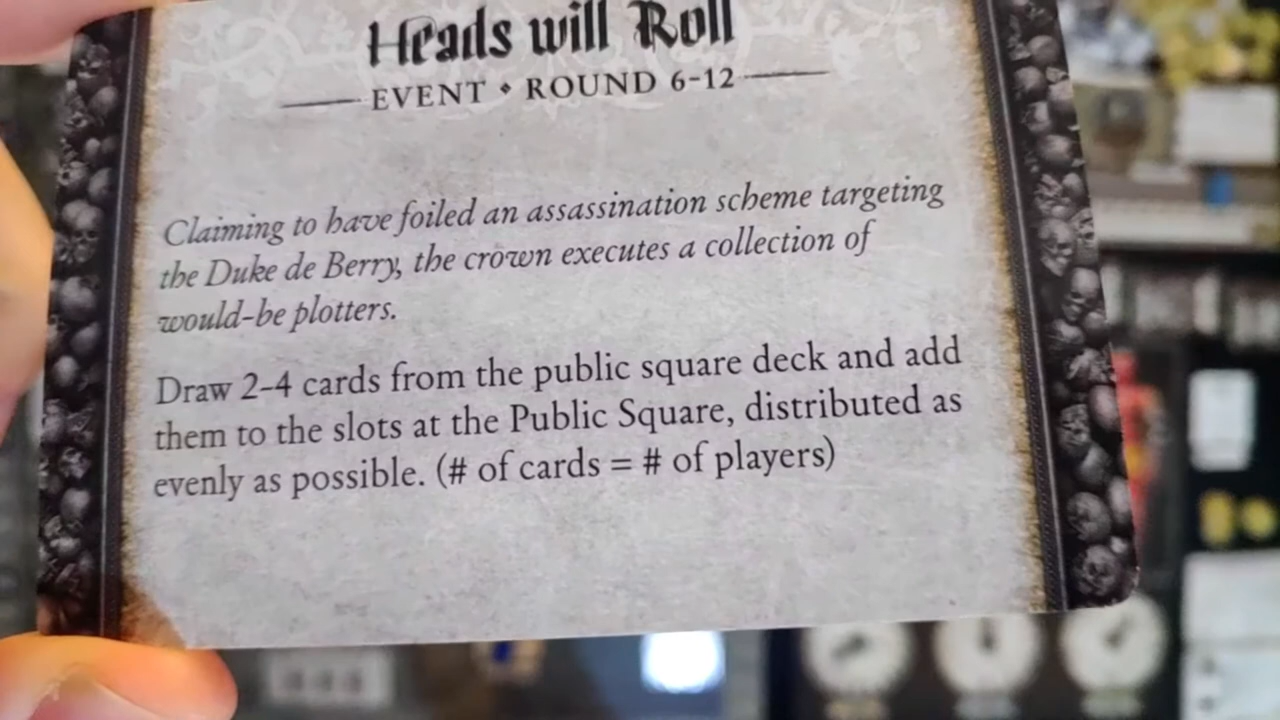 Heads will Roll
EVENT • ROUND 6-12
Claiming to have foiled an assassination scheme targeting
the Duke de Berry, the crown executes a collection of
would-be plotters.
Draw 2-4 cards from the public square deck and add
them to the slots at the Public Square, distributed as
evenly as possible. (# of cards = # of players)